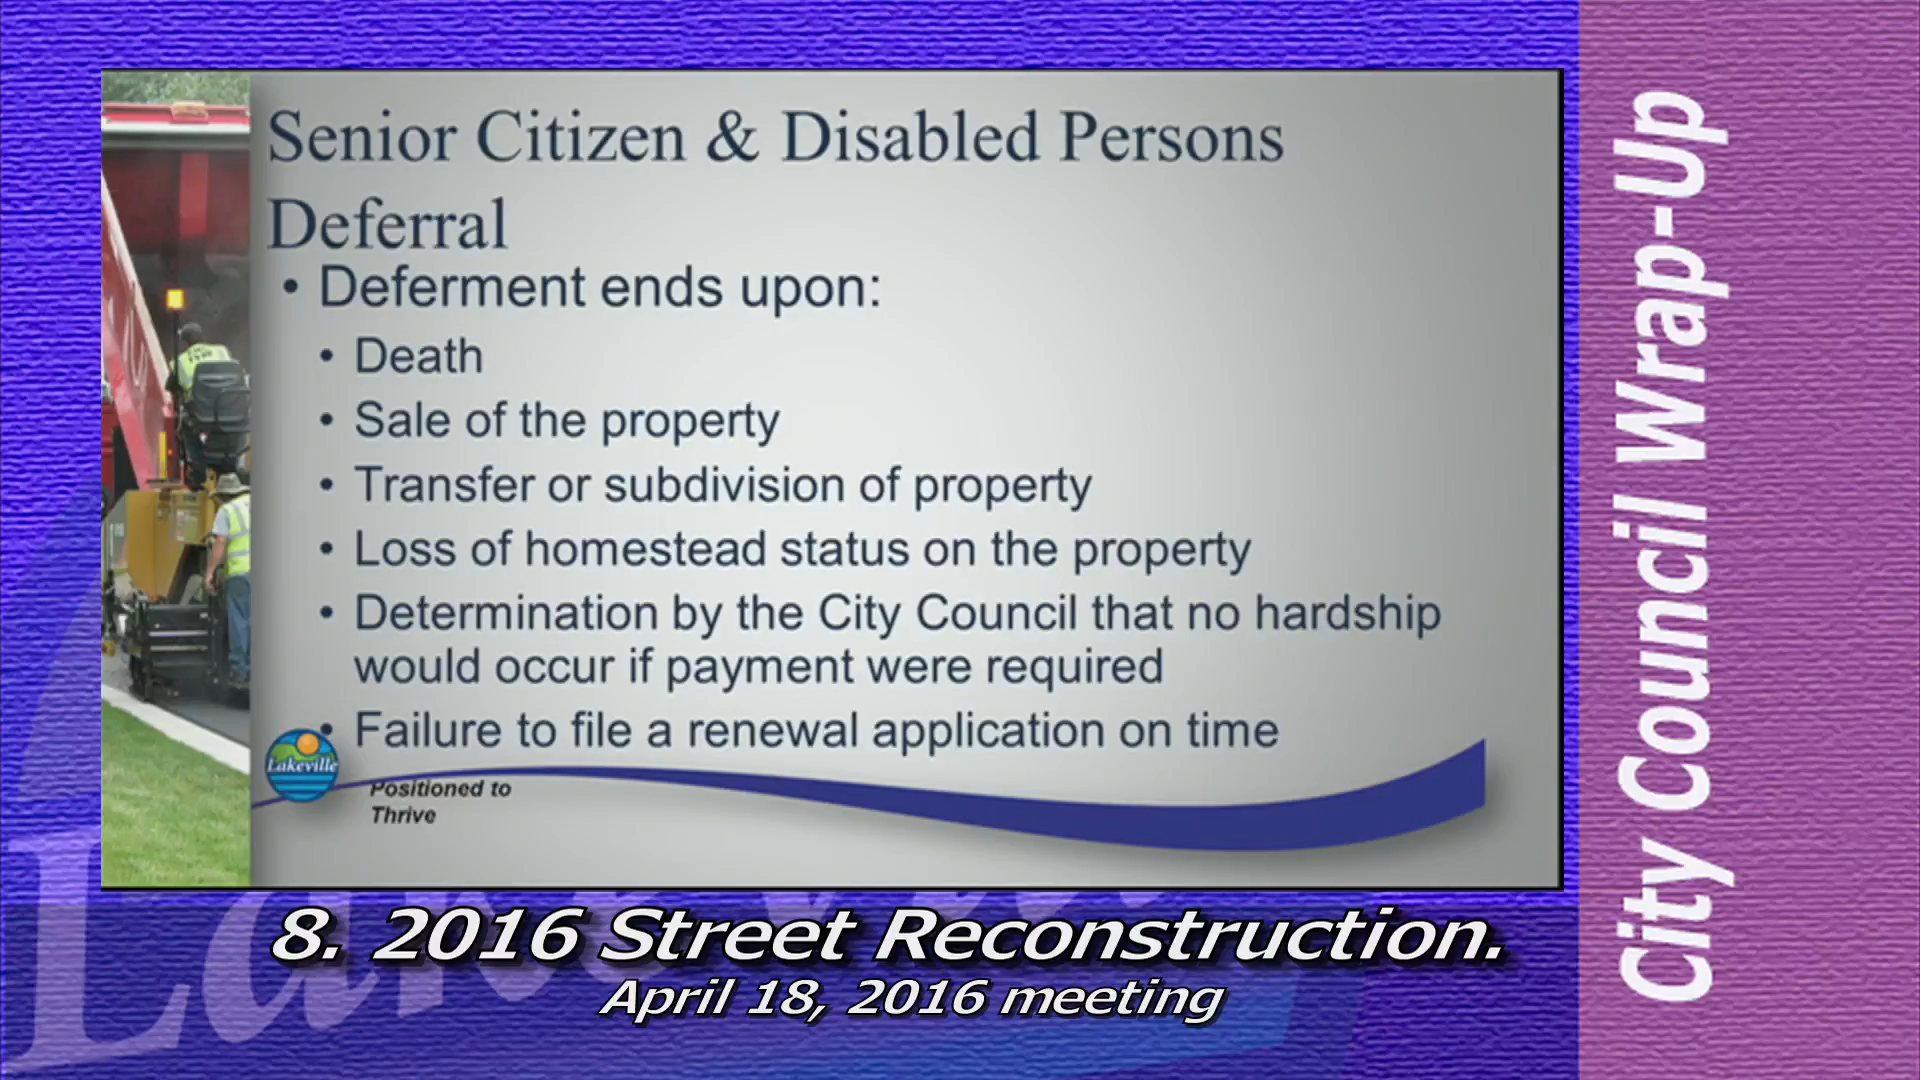 Senior Citizen & Disabled Persons
Deferral
• Deferment ends upon:
• Death
• Sale of the property
• Transfer or subdivision of property
• Loss of homestead status on the property
• Determination by the City Council that no hardship
would occur if payment were required
• Failure to file a renewal application on time
Lakeville
Positioned to
Thrive
8. 2016 Street Reconstruction.
April 18, 2016 meeting
City Council Wrap-Up